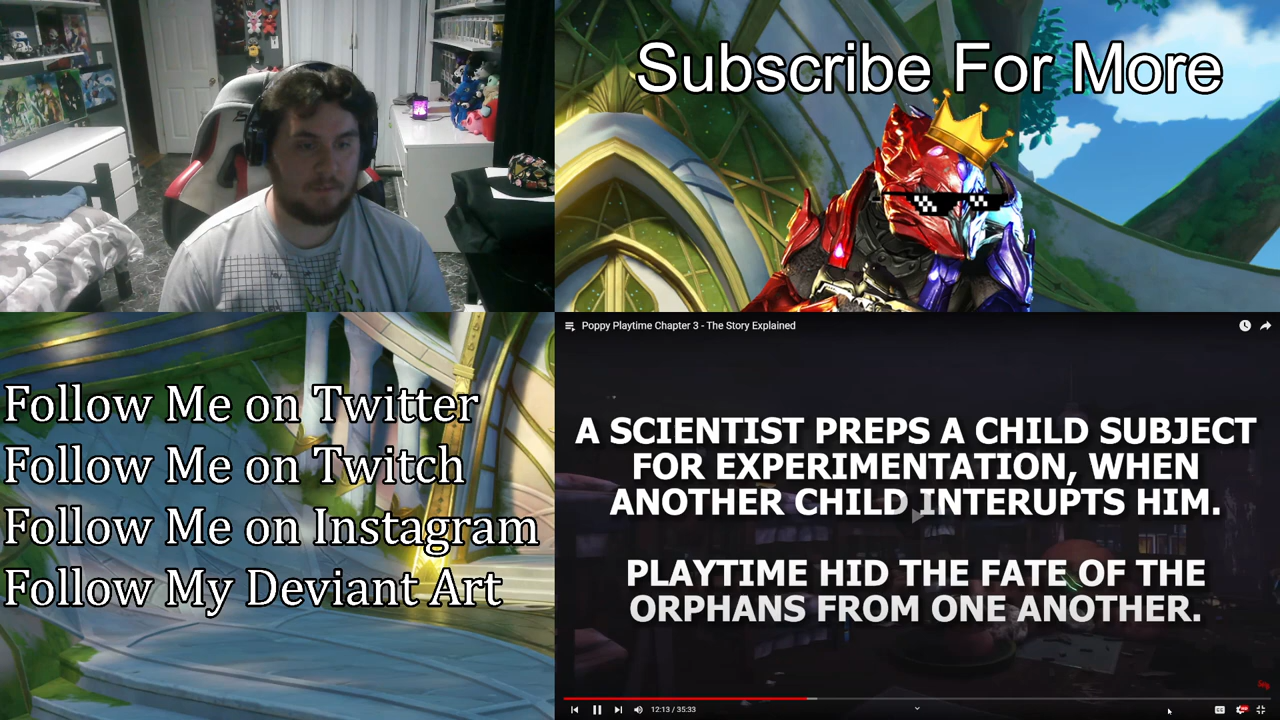 Subscribe For More
Follow Me on Twitter
Follow Me on Twitch
Follow Me on Instagram
Follow My Deviant Art
Poppy Playtime Chapter 3 - The Story Explained
A SCIENTIST PREPS A CHILD SUBJECT
FOR EXPERIMENTATION, WHEN
ANOTHER CHILD INTERUPTS HIM.
PLAYTIME HID THE FATE OF THE
ORPHANS FROM ONE ANOTHER.
12:13 / 35:33